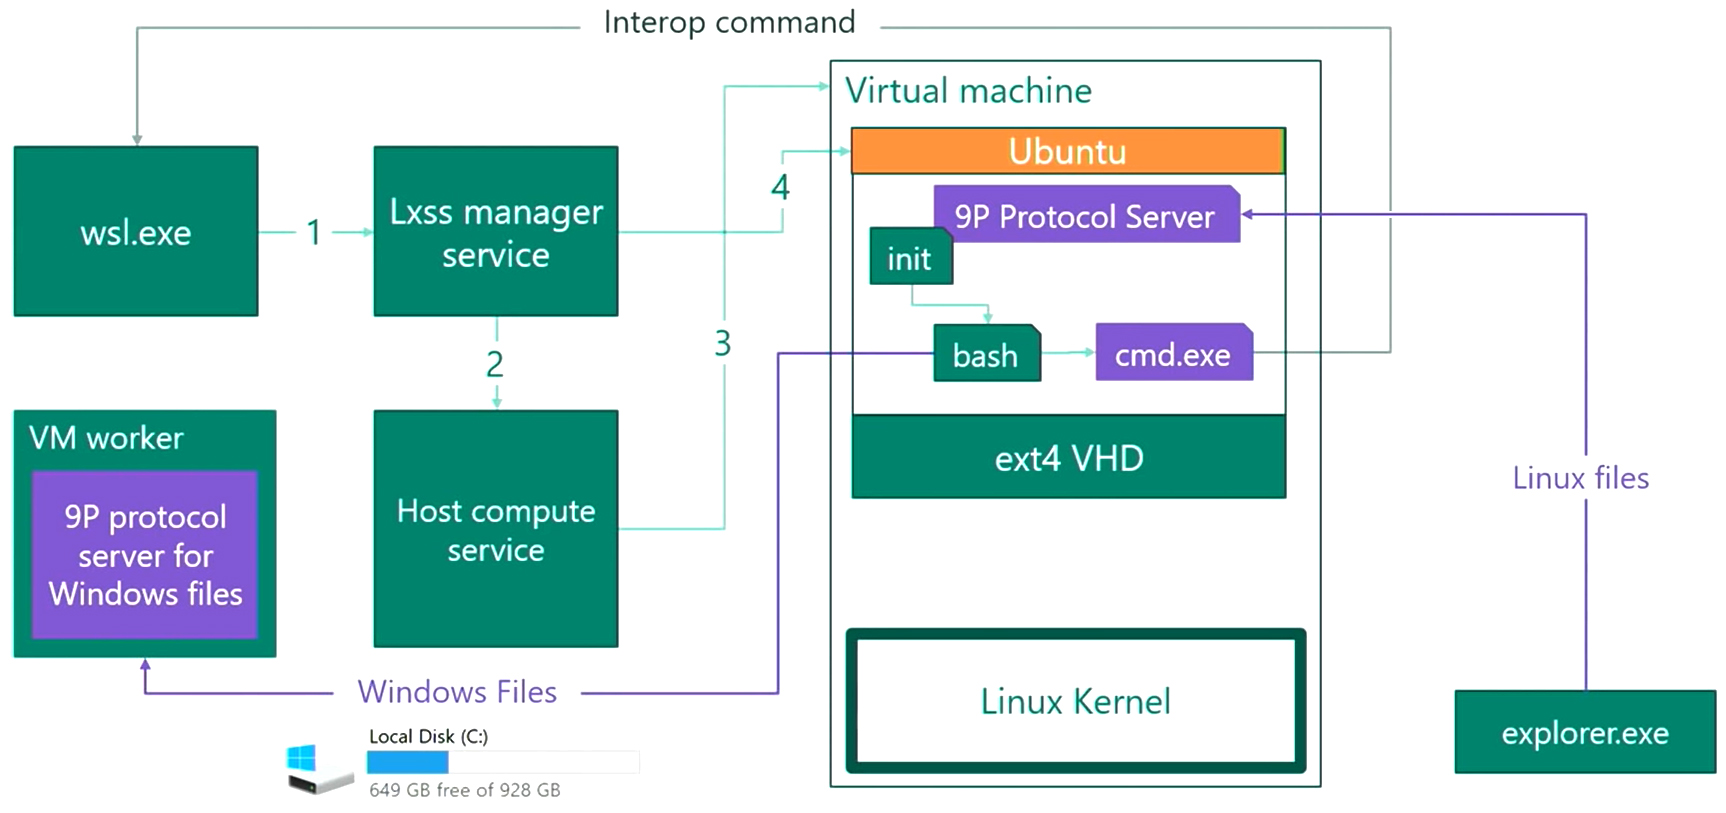 Interop command
Virtual machine
Ubuntu
wsl.exe
1
Lxss manager
service
4
9P Protocol Server
init
2
3
bash
cmd.exe
VM worker
9P protocol
server for
Windows files
Host compute
service
ext4 VHD
Linux files
Windows Files
Linux Kernel
explorer.exe
Local Disk (C:)
649 GB free of 928 GB